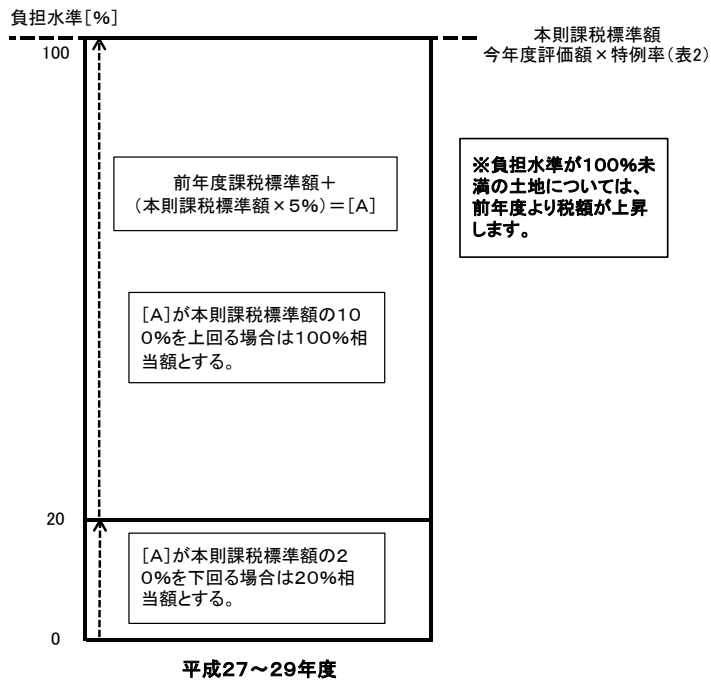 負担水準[%]
本則課税標準額
今年度評価額×特例率(表2)
100
前年度課税標準額+
(本則課税標準額×5%)=[A]
※負担水準が100%未
満の土地については、
前年度より税額が上昇
します。
[A]が本則課税標準額の10
0%を上回る場合は100%相
当額とする。
20
[A]が本則課税標準額の2
0%を下回る場合は20%相
当額とする。
0
平成27~29年度